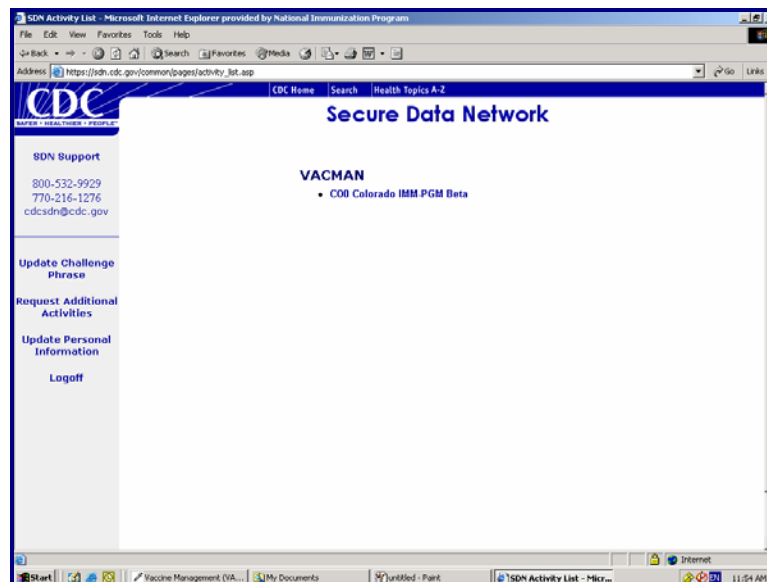 SDN Activity List - Microsoft Internet Explorer provided by National Immunization Program
File Edit View Favorites Tools Help
Back Search Favorites Media
Address https://sdn.cdc.gov/common/pages/activity_list.asp Go Links
CDC Home Search Health Topics A-Z
CDC
SAFER • HEALTHIER • PEOPLE™
Secure Data Network
SDN Support
800-532-9929
770-216-1276
cdcsdn@cdc.gov
VACMAN
• CO0 Colorado IMM-PGM Beta
Update Challenge
Phrase
Request Additional
Activities
Update Personal
Information
Logoff
Internet
Start Vaccine Management (VA... My Documents untitled - Paint SDN Activity List - Micr... EN 11:54 AM